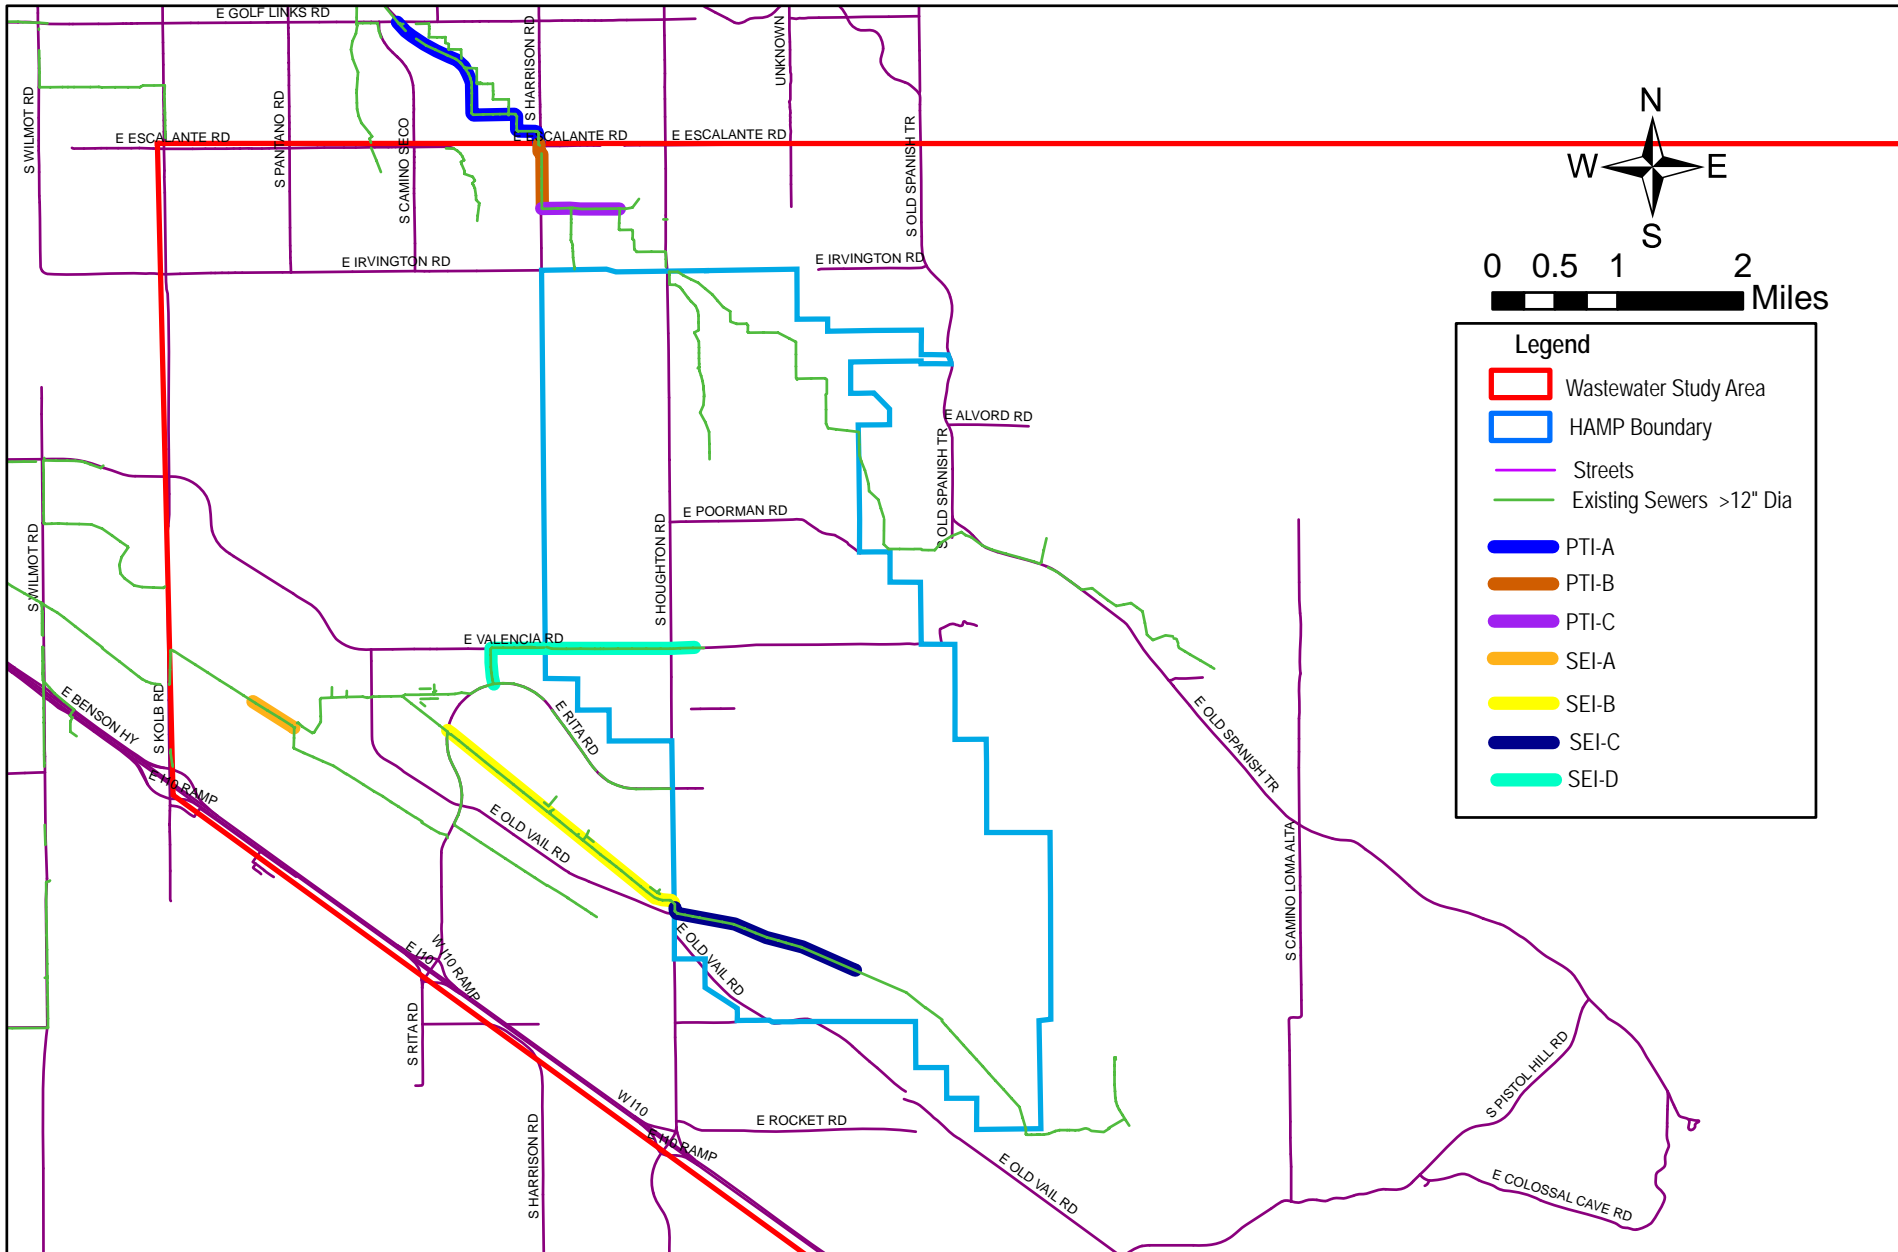 E GOLF LINKS RD
S HARRISON RD
UNKNOWN
S WILMOT RD
S PANTANO RD
S CAMINO SECO
S OLD SPANISH TR
E ESCALANTE RD
E ESCALANTE RD
E ESCALANTE RD
E IRVINGTON RD
E IRVINGTON RD
N
W
E
S
0 0.5 1 2
Miles
Legend
Wastewater Study Area
HAMP Boundary
Streets
Existing Sewers >12" Dia
PTI-A
PTI-B
PTI-C
SEI-A
SEI-B
SEI-C
SEI-D
E ALVORD RD
S OLD SPANISH TR
E POORMAN RD
S HOUGHTON RD
S WILMOT RD
E VALENCIA RD
E BENSON HY
S KOLB RD
E I10 RAMP
E RITA RD
E OLD VAIL RD
E OLD SPANISH TR
S CAMINO LOMA ALTA
E OLD VAIL RD
E I10
W I10 RAMP
S RITA RD
W I10
E I10 RAMP
E ROCKET RD
S HARRISON RD
E OLD VAIL RD
S PISTOL HILL RD
E COLOSSAL CAVE RD